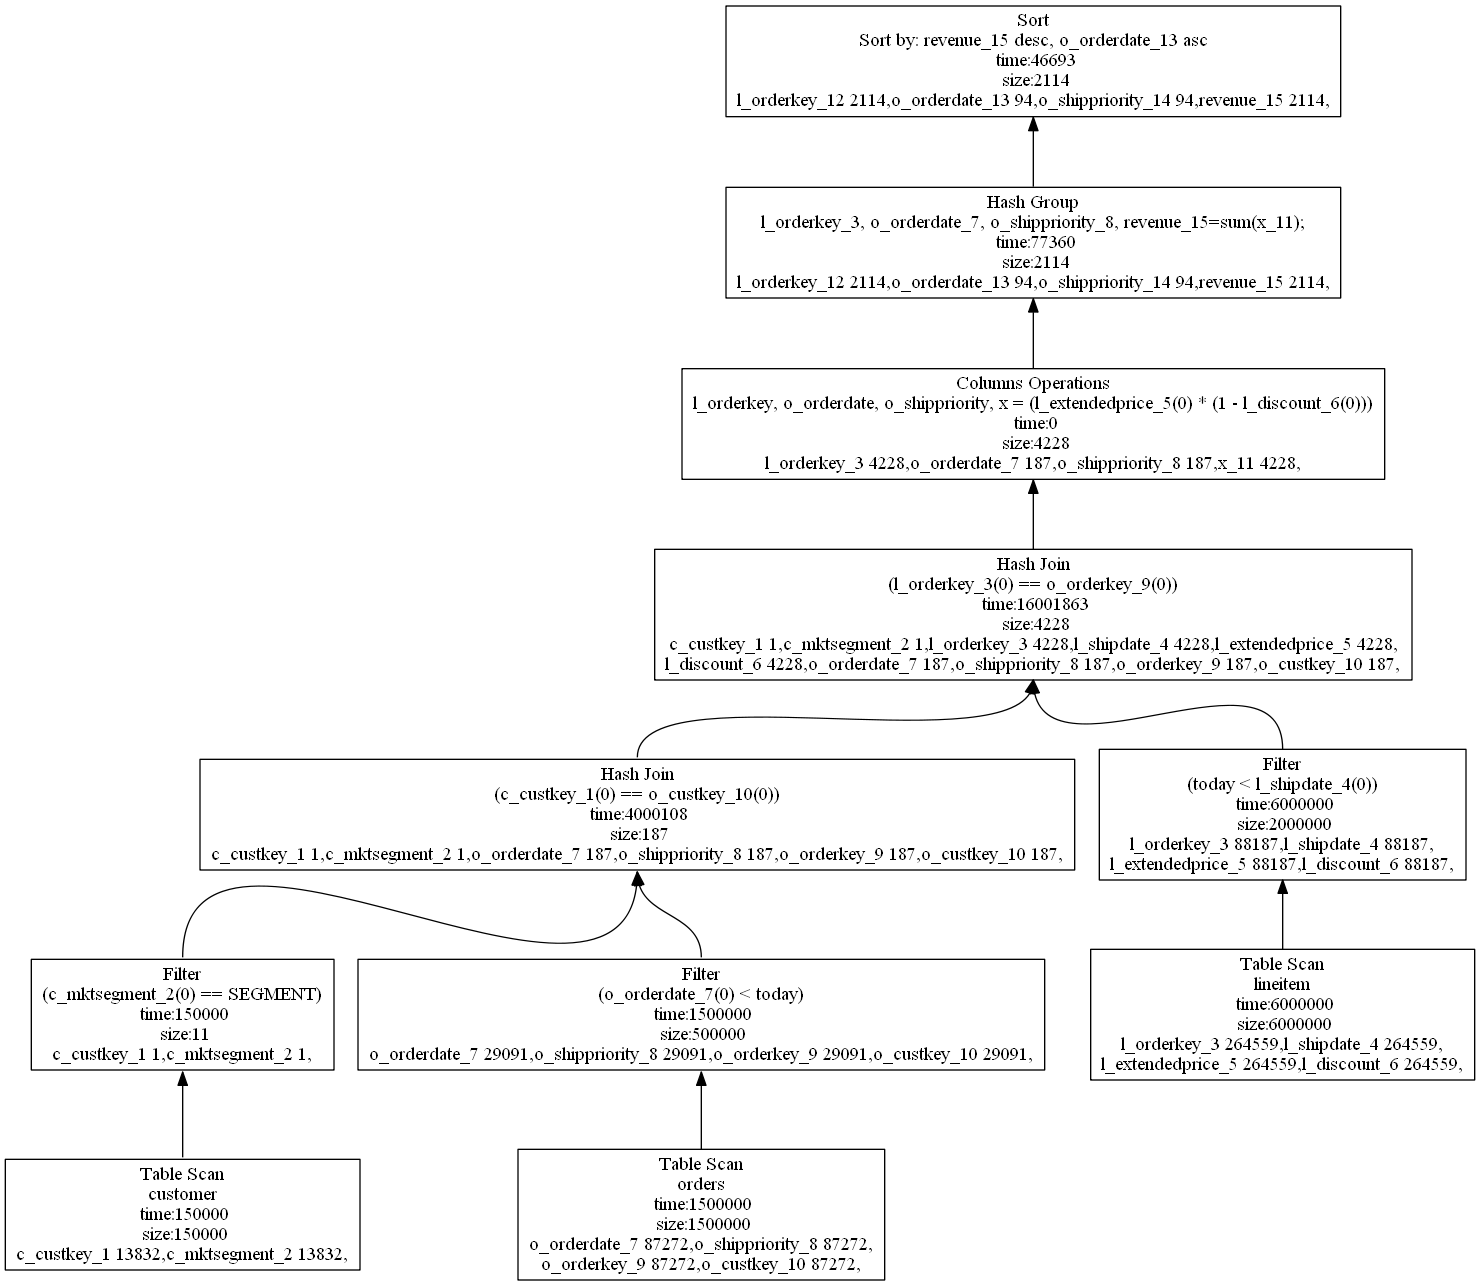 Sort
Sort by: revenue_15 desc, o_orderdate_13 asc
time:46693
size:2114
l_orderkey_12 2114,o_orderdate_13 94,o_shippriority_14 94,revenue_15 2114,
Hash Group
l_orderkey_3, o_orderdate_7, o_shippriority_8, revenue_15=sum(x_11);
time:77360
size:2114
l_orderkey_12 2114,o_orderdate_13 94,o_shippriority_14 94,revenue_15 2114,
Columns Operations
l_orderkey, o_orderdate, o_shippriority, x = (l_extendedprice_5(0) * (1 - l_discount_6(0)))
time:0
size:4228
l_orderkey_3 4228,o_orderdate_7 187,o_shippriority_8 187,x_11 4228,
Hash Join
(l_orderkey_3(0) == o_orderkey_9(0))
time:16001863
size:4228
c_custkey_1 1,c_mktsegment_2 1,l_orderkey_3 4228,l_shipdate_4 4228,l_extendedprice_5 4228,
l_discount_6 4228,o_orderdate_7 187,o_shippriority_8 187,o_orderkey_9 187,o_custkey_10 187,
Hash Join
(c_custkey_1(0) == o_custkey_10(0))
time:4000108
size:187
c_custkey_1 1,c_mktsegment_2 1,o_orderdate_7 187,o_shippriority_8 187,o_orderkey_9 187,o_custkey_10 187,
Filter
(today < l_shipdate_4(0))
time:6000000
size:2000000
l_orderkey_3 88187,l_shipdate_4 88187,
l_extendedprice_5 88187,l_discount_6 88187,
Filter
(c_mktsegment_2(0) == SEGMENT)
time:150000
size:11
c_custkey_1 1,c_mktsegment_2 1,
Filter
(o_orderdate_7(0) < today)
time:1500000
size:500000
o_orderdate_7 29091,o_shippriority_8 29091,o_orderkey_9 29091,o_custkey_10 29091,
Table Scan
lineitem
time:6000000
size:6000000
l_orderkey_3 264559,l_shipdate_4 264559,
l_extendedprice_5 264559,l_discount_6 264559,
Table Scan
customer
time:150000
size:150000
c_custkey_1 13832,c_mktsegment_2 13832,
Table Scan
orders
time:1500000
size:1500000
o_orderdate_7 87272,o_shippriority_8 87272,
o_orderkey_9 87272,o_custkey_10 87272,